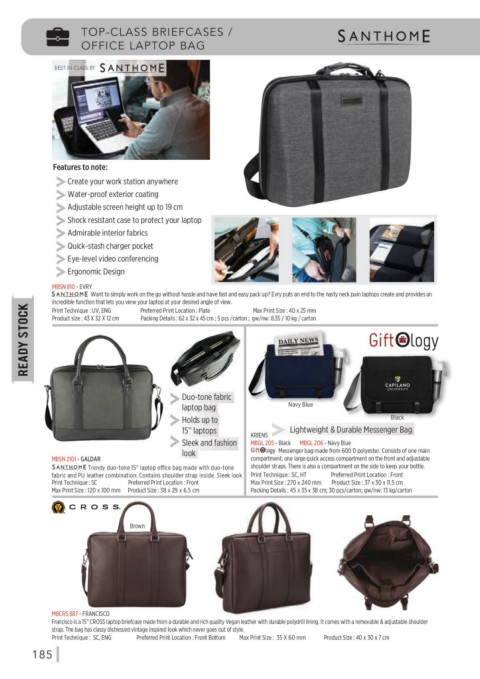 TOP-CLASS BRIEFCASES /
OFFICE LAPTOP BAG
SANTHOME
BEST IN CLASS BY SANTHOME
Features to note:
Create your work station anywhere
Water-proof exterior coating
Adjustable screen height up to 19 cm
Shock resistant case to protect your laptop
Admirable interior fabrics
Quick-stash charger pocket
Eye-level video conferencing
Ergonomic Design
MBSN 810 - EVRY
SANTHOME Want to simply work on the go without hassle and have fast and easy pack up? Evry puts an end to the nasty neck pain laptops create and provides an
incredible function that lets you view your laptop at your desired angle of view.
Print Technique : UV, ENG Preferred Print Location : Plate Max Print Size : 40 x 25 mm
Product size : 43 X 32 X 12 cm Packing Details : 62 x 32 x 45 cm ; 5 pcs /carton ; gw/nw: 8.35 / 10 kg / carton
READY STOCK
Duo-tone fabric
laptop bag
Holds up to
15" laptops
Sleek and fashion
look
MBSN 2101 - GALDAR
SANTHOME Trendy duo-tone 15" laptop office bag made with duo-tone
fabric and PU leather combination. Contains shoulder strap inside. Sleek look
Print Technique : SC Preferred Print Location : Front
Max Print Size : 120 x 100 mm Product Size : 38 x 29 x 6.5 cm
DAILY NEWS
GiftOlogy
CAPILANO
UNIVERSITY
Navy Blue
Black
KRIENS
Lightweight & Durable Messenger Bag
MBGL 205 - Black MBGL 206 - Navy Blue
GiftOlogy Messenger bag made from 600 D polyester. Consists of one main
compartment, one large quick access compartment on the front and adjustable
shoulder straps. There is also a compartment on the side to keep your bottle.
Print Technique : SC, HT Preferred Print Location : Front
Max Print Size : 270 x 240 mm Product Size : 37 x 30 x 11.5 cm
Packing Details : 45 x 35 x 38 cm; 30 pcs/carton; gw/nw: 13 kg/carton
CROSS
Brown
MBCRS 887 - FRANCISCO
Francisco is a 15" CROSS laptop briefcase made from a durable and rich quality Vegan leather with durable polydrill lining. It comes with a removable & adjustable shoulder
strap. The bag has classy distressed vintage inspired look which never goes out of style.
Print Technique : SC, ENG Preferred Print Location : Front Bottom Max Print Size : 35 X 60 mm Product Size : 40 x 30 x 7 cm
185